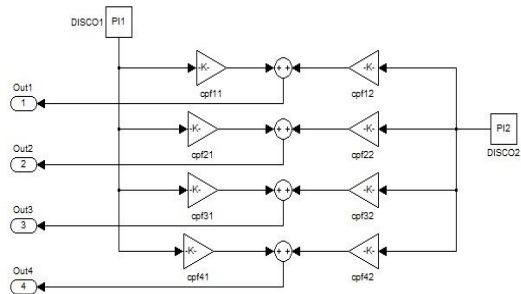 DISCO1
PI1
-K-
cpf11
+ +
-K-
cpf12
Out1
1
-K-
cpf21
+ +
-K-
cpf22
PI2
DISCO2
Out2
2
-K-
cpf31
+ +
-K-
cpf32
Out3
3
-K-
cpf41
+ +
-K-
cpf42
Out4
4